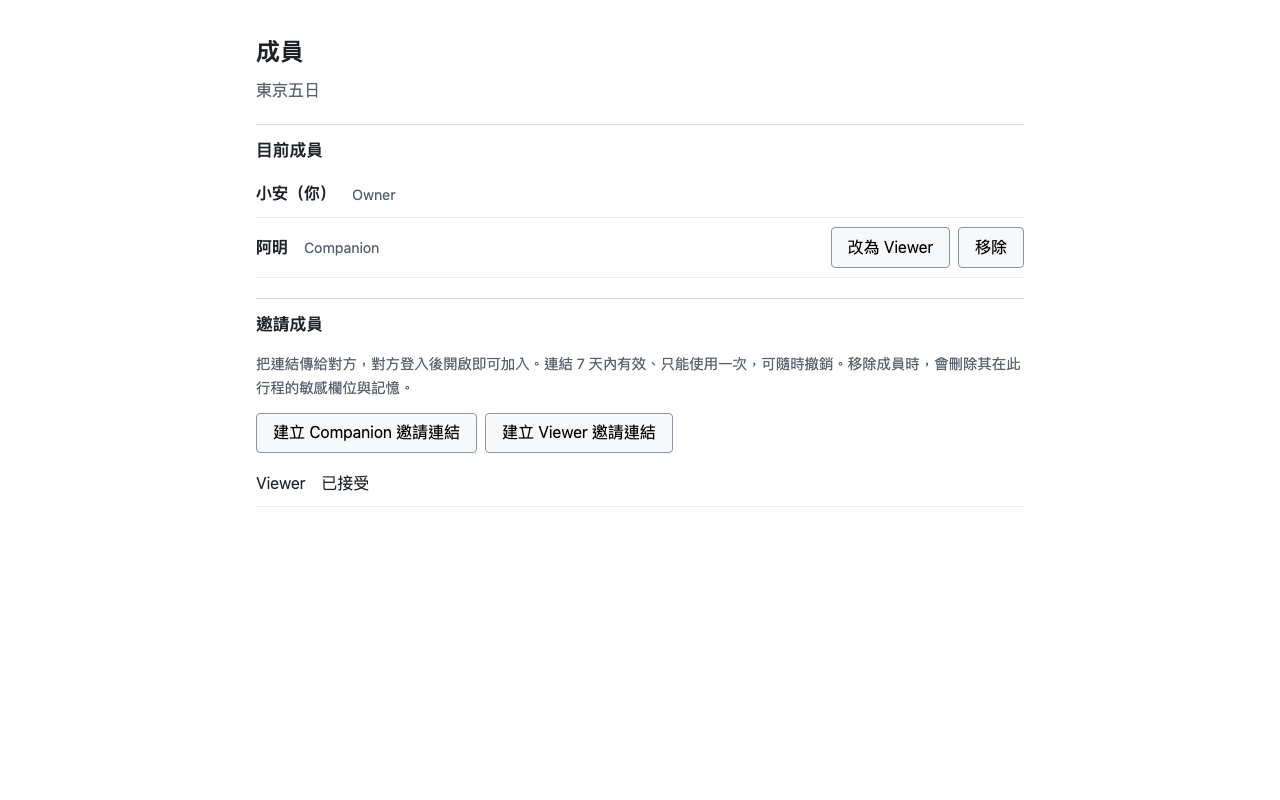 成員
東京五日
目前成員
小安（你） Owner
阿明 Companion 改為 Viewer 移除
邀請成員
把連結傳給對方，對方登入後開啟即可加入。連結 7 天內有效、只能使用一次，可隨時撤銷。移除成員時，會刪除其在此
行程的敏感欄位與記憶。
建立 Companion 邀請連結 建立 Viewer 邀請連結
Viewer 已接受